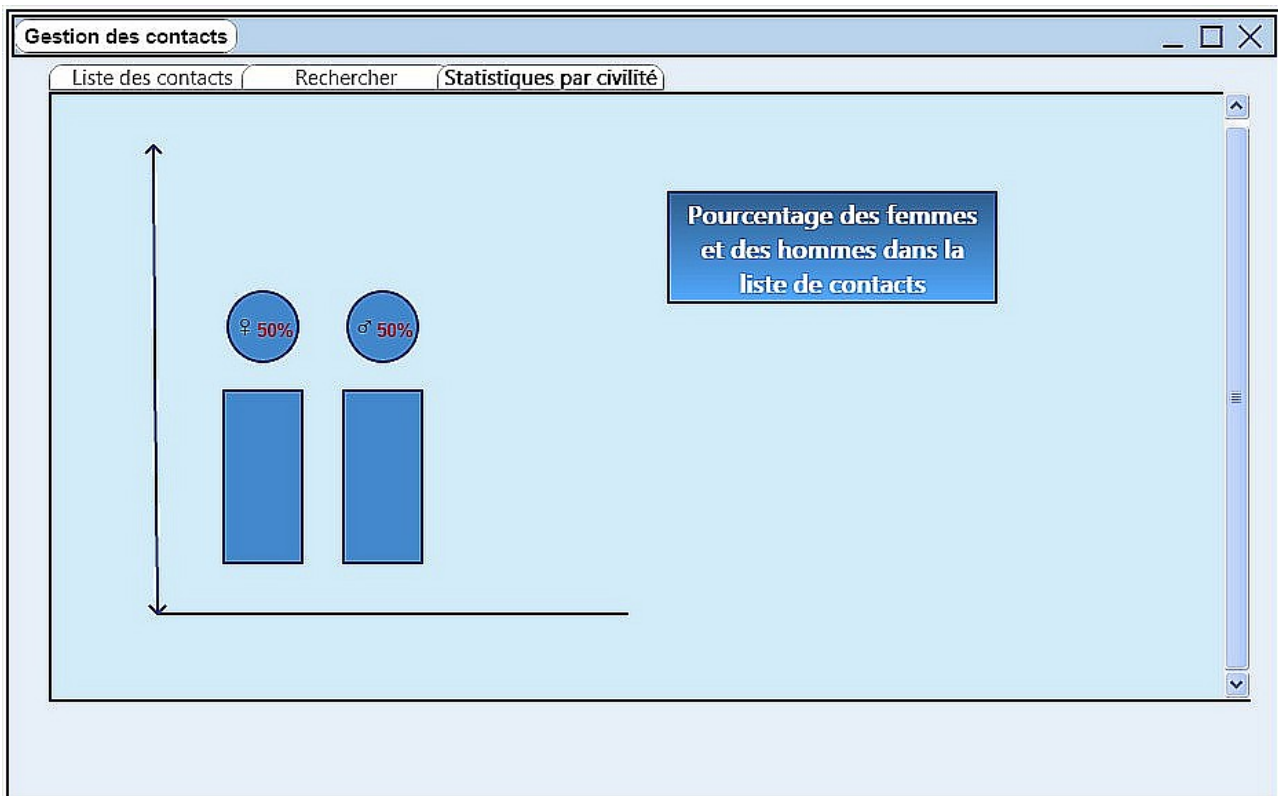 Gestion des contacts
Liste des contacts Rechercher Statistiques par civilité
Pourcentage des femmes
et des hommes dans la
liste de contacts
♀ 50% ♂ 50%